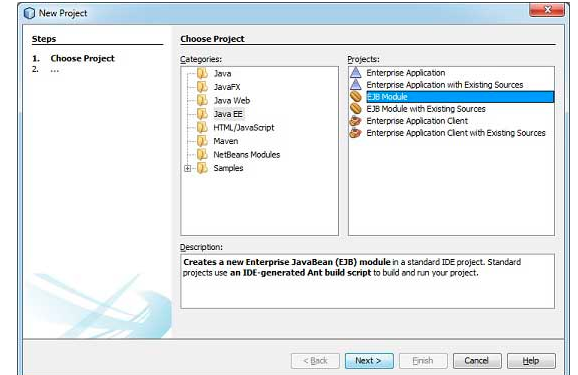 New Project
Steps
1. Choose Project
2. ...
Choose Project
Categories:
Java
JavaFX
Java Web
Java EE
HTML/JavaScript
Maven
NetBeans Modules
Samples
Projects:
Enterprise Application
Enterprise Application with Existing Sources
EJB Module
EJB Module with Existing Sources
Enterprise Application Client
Enterprise Application Client with Existing Sources
Description:
Creates a new Enterprise JavaBean (EJB) module in a standard IDE project. Standard
projects use an IDE-generated Ant build script to build and run your project.
< Back
Next >
Finish
Cancel
Help